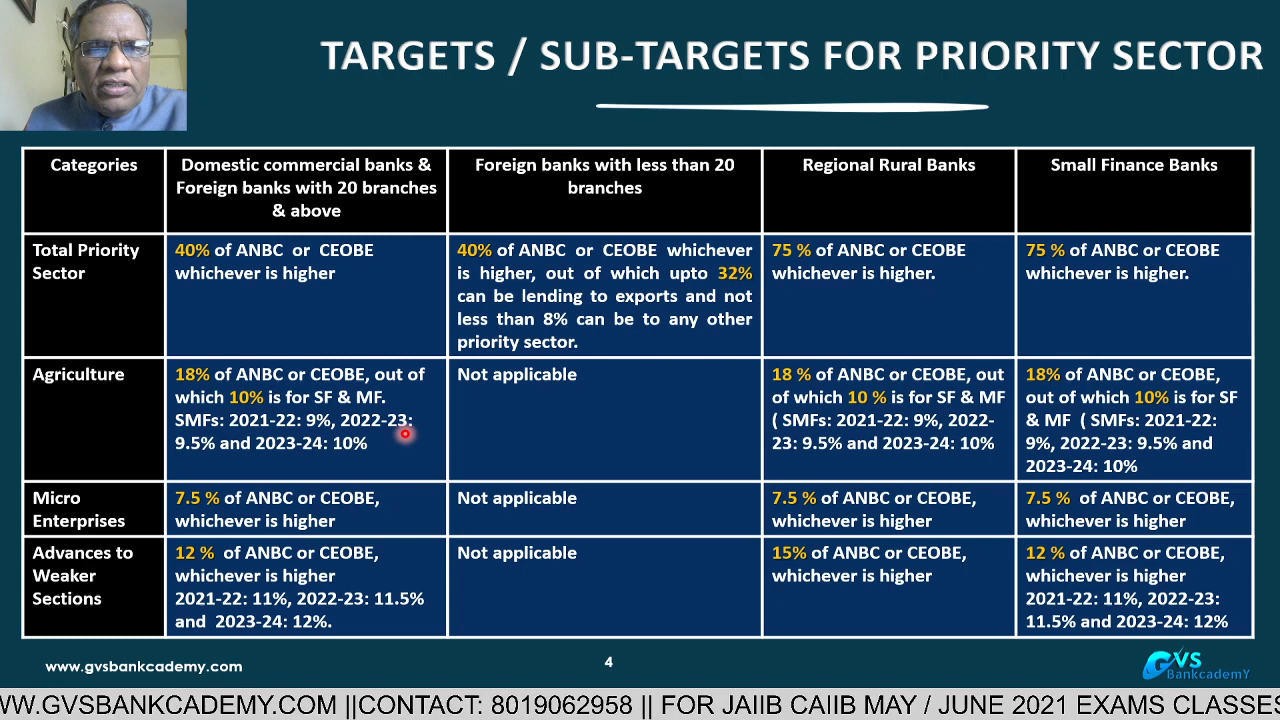 TARGETS / SUB-TARGETS FOR PRIORITY SECTOR
Categories
Domestic commercial banks &
Foreign banks with 20 branches
& above
Foreign banks with less than 20
branches
Regional Rural Banks
Small Finance Banks
Total Priority
Sector
40% of ANBC or CEOBE
whichever is higher
40% of ANBC or CEOBE whichever
is higher, out of which upto 32%
can be lending to exports and not
less than 8% can be to any other
priority sector.
75 % of ANBC or CEOBE
whichever is higher.
75 % of ANBC or CEOBE
whichever is higher.
Agriculture
18% of ANBC or CEOBE, out of
which 10% is for SF & MF.
SMFs: 2021-22: 9%, 2022-23:
9.5% and 2023-24: 10%
Not applicable
18 % of ANBC or CEOBE, out
of which 10 % is for SF & MF
( SMFs: 2021-22: 9%, 2022-
23: 9.5% and 2023-24: 10%
18% of ANBC or CEOBE,
out of which 10% is for SF
& MF ( SMFs: 2021-22:
9%, 2022-23: 9.5% and
2023-24: 10%
Micro
Enterprises
7.5 % of ANBC or CEOBE,
whichever is higher
Not applicable
7.5 % of ANBC or CEOBE,
whichever is higher
7.5 % of ANBC or CEOBE,
whichever is higher
Advances to
Weaker
Sections
12 % of ANBC or CEOBE,
whichever is higher
2021-22: 11%, 2022-23: 11.5%
and 2023-24: 12%.
Not applicable
15% of ANBC or CEOBE,
whichever is higher
12 % of ANBC or CEOBE,
whichever is higher
2021-22: 11%, 2022-23:
11.5% and 2023-24: 12%
www.gvsbankcademy.com
4
GVS
BankcademY
WW.GVSBANKCADEMY.COM ||CONTACT: 8019062958 || FOR JAIIB CAIIB MAY / JUNE 2021 EXAMS CLASSES